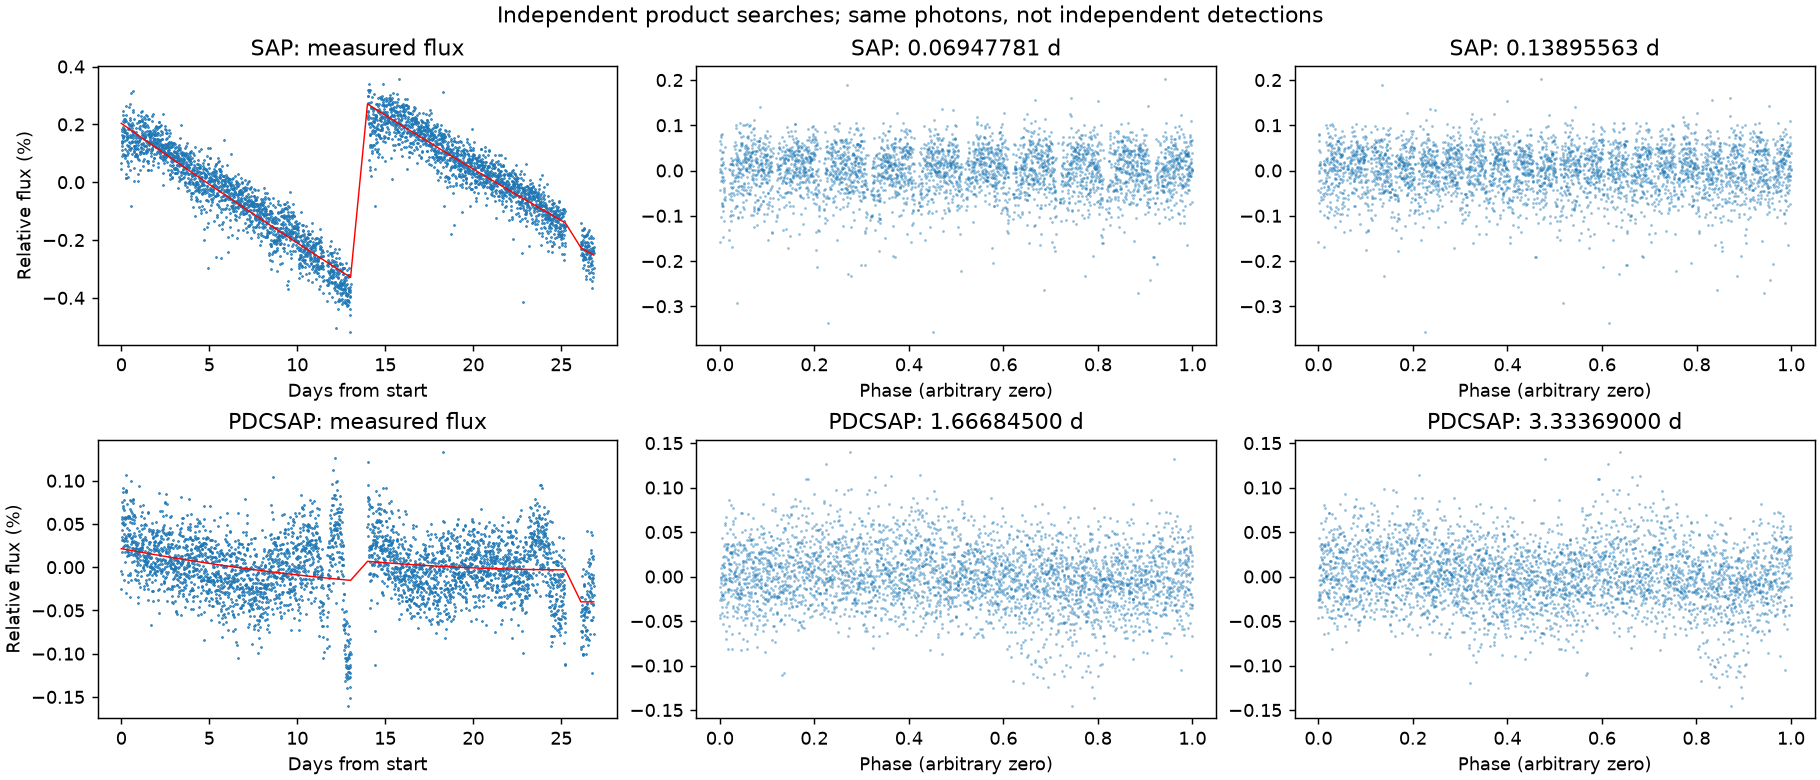 Independent product searches; same photons, not independent detections
SAP: measured flux
SAP: 0.06947781 d
SAP: 0.13895563 d
Relative flux (%)
0.4
0.2
0.0
−0.2
−0.4
0 5 10 15 20 25
Days from start
0.2
0.1
0.0
−0.1
−0.2
−0.3
0.0 0.2 0.4 0.6 0.8 1.0
Phase (arbitrary zero)
0.2
0.1
0.0
−0.1
−0.2
−0.3
0.0 0.2 0.4 0.6 0.8 1.0
Phase (arbitrary zero)
PDCSAP: measured flux
PDCSAP: 1.66684500 d
PDCSAP: 3.33369000 d
Relative flux (%)
0.10
0.05
0.00
−0.05
−0.10
−0.15
0 5 10 15 20 25
Days from start
0.15
0.10
0.05
0.00
−0.05
−0.10
−0.15
0.0 0.2 0.4 0.6 0.8 1.0
Phase (arbitrary zero)
0.15
0.10
0.05
0.00
−0.05
−0.10
−0.15
0.0 0.2 0.4 0.6 0.8 1.0
Phase (arbitrary zero)